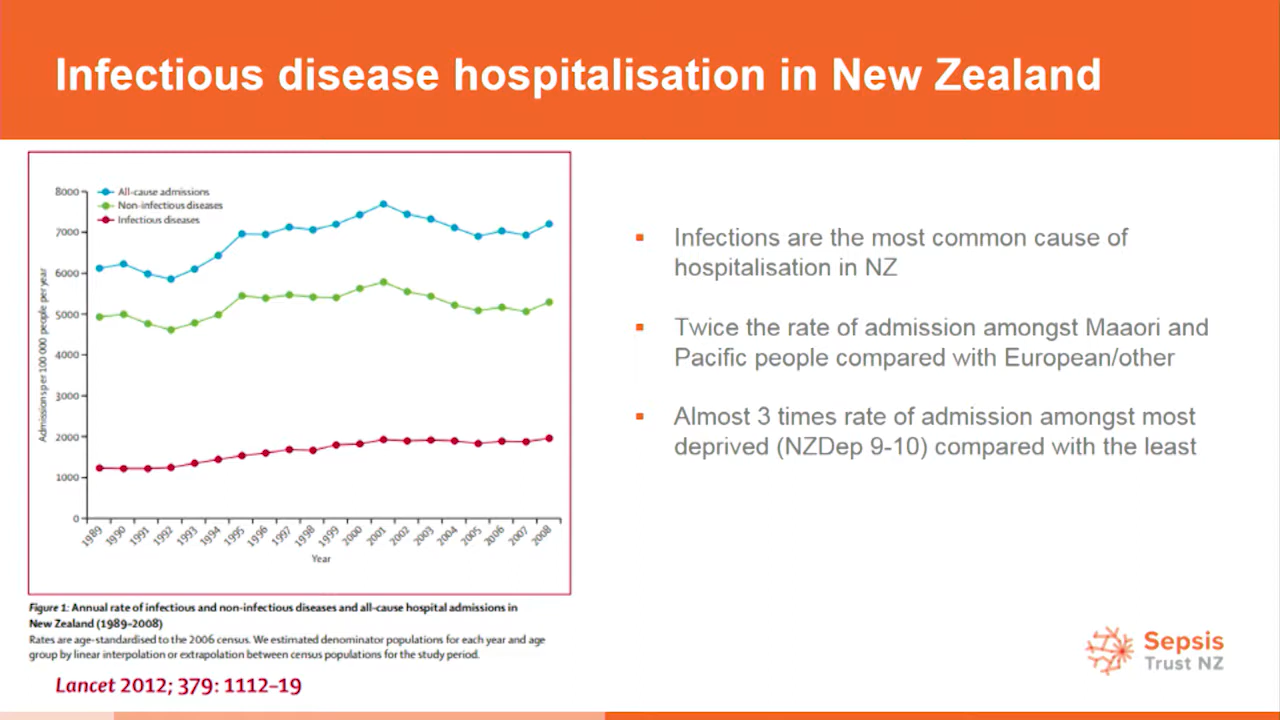 Infectious disease hospitalisation in New Zealand
8000
7000
6000
5000
4000
3000
2000
1000
0
All-cause admissions
Non-infectious diseases
Infectious diseases
Admissions per 100 000 people per year
1989
1990
1991
1992
1993
1994
1995
1996
1997
1998
1999
2000
2001
2002
2003
2004
2005
2006
2007
2008
Year
Figure 1: Annual rate of infectious and non-infectious diseases and all-cause hospital admissions in
New Zealand (1989–2008)
Rates are age-standardised to the 2006 census. We estimated denominator populations for each year and age
group by linear interpolation or extrapolation between census populations for the study period.
Lancet 2012; 379: 1112–19
Infections are the most common cause of
hospitalisation in NZ
Twice the rate of admission amongst Maaori and
Pacific people compared with European/other
Almost 3 times rate of admission amongst most
deprived (NZDep 9-10) compared with the least
Sepsis
Trust NZ